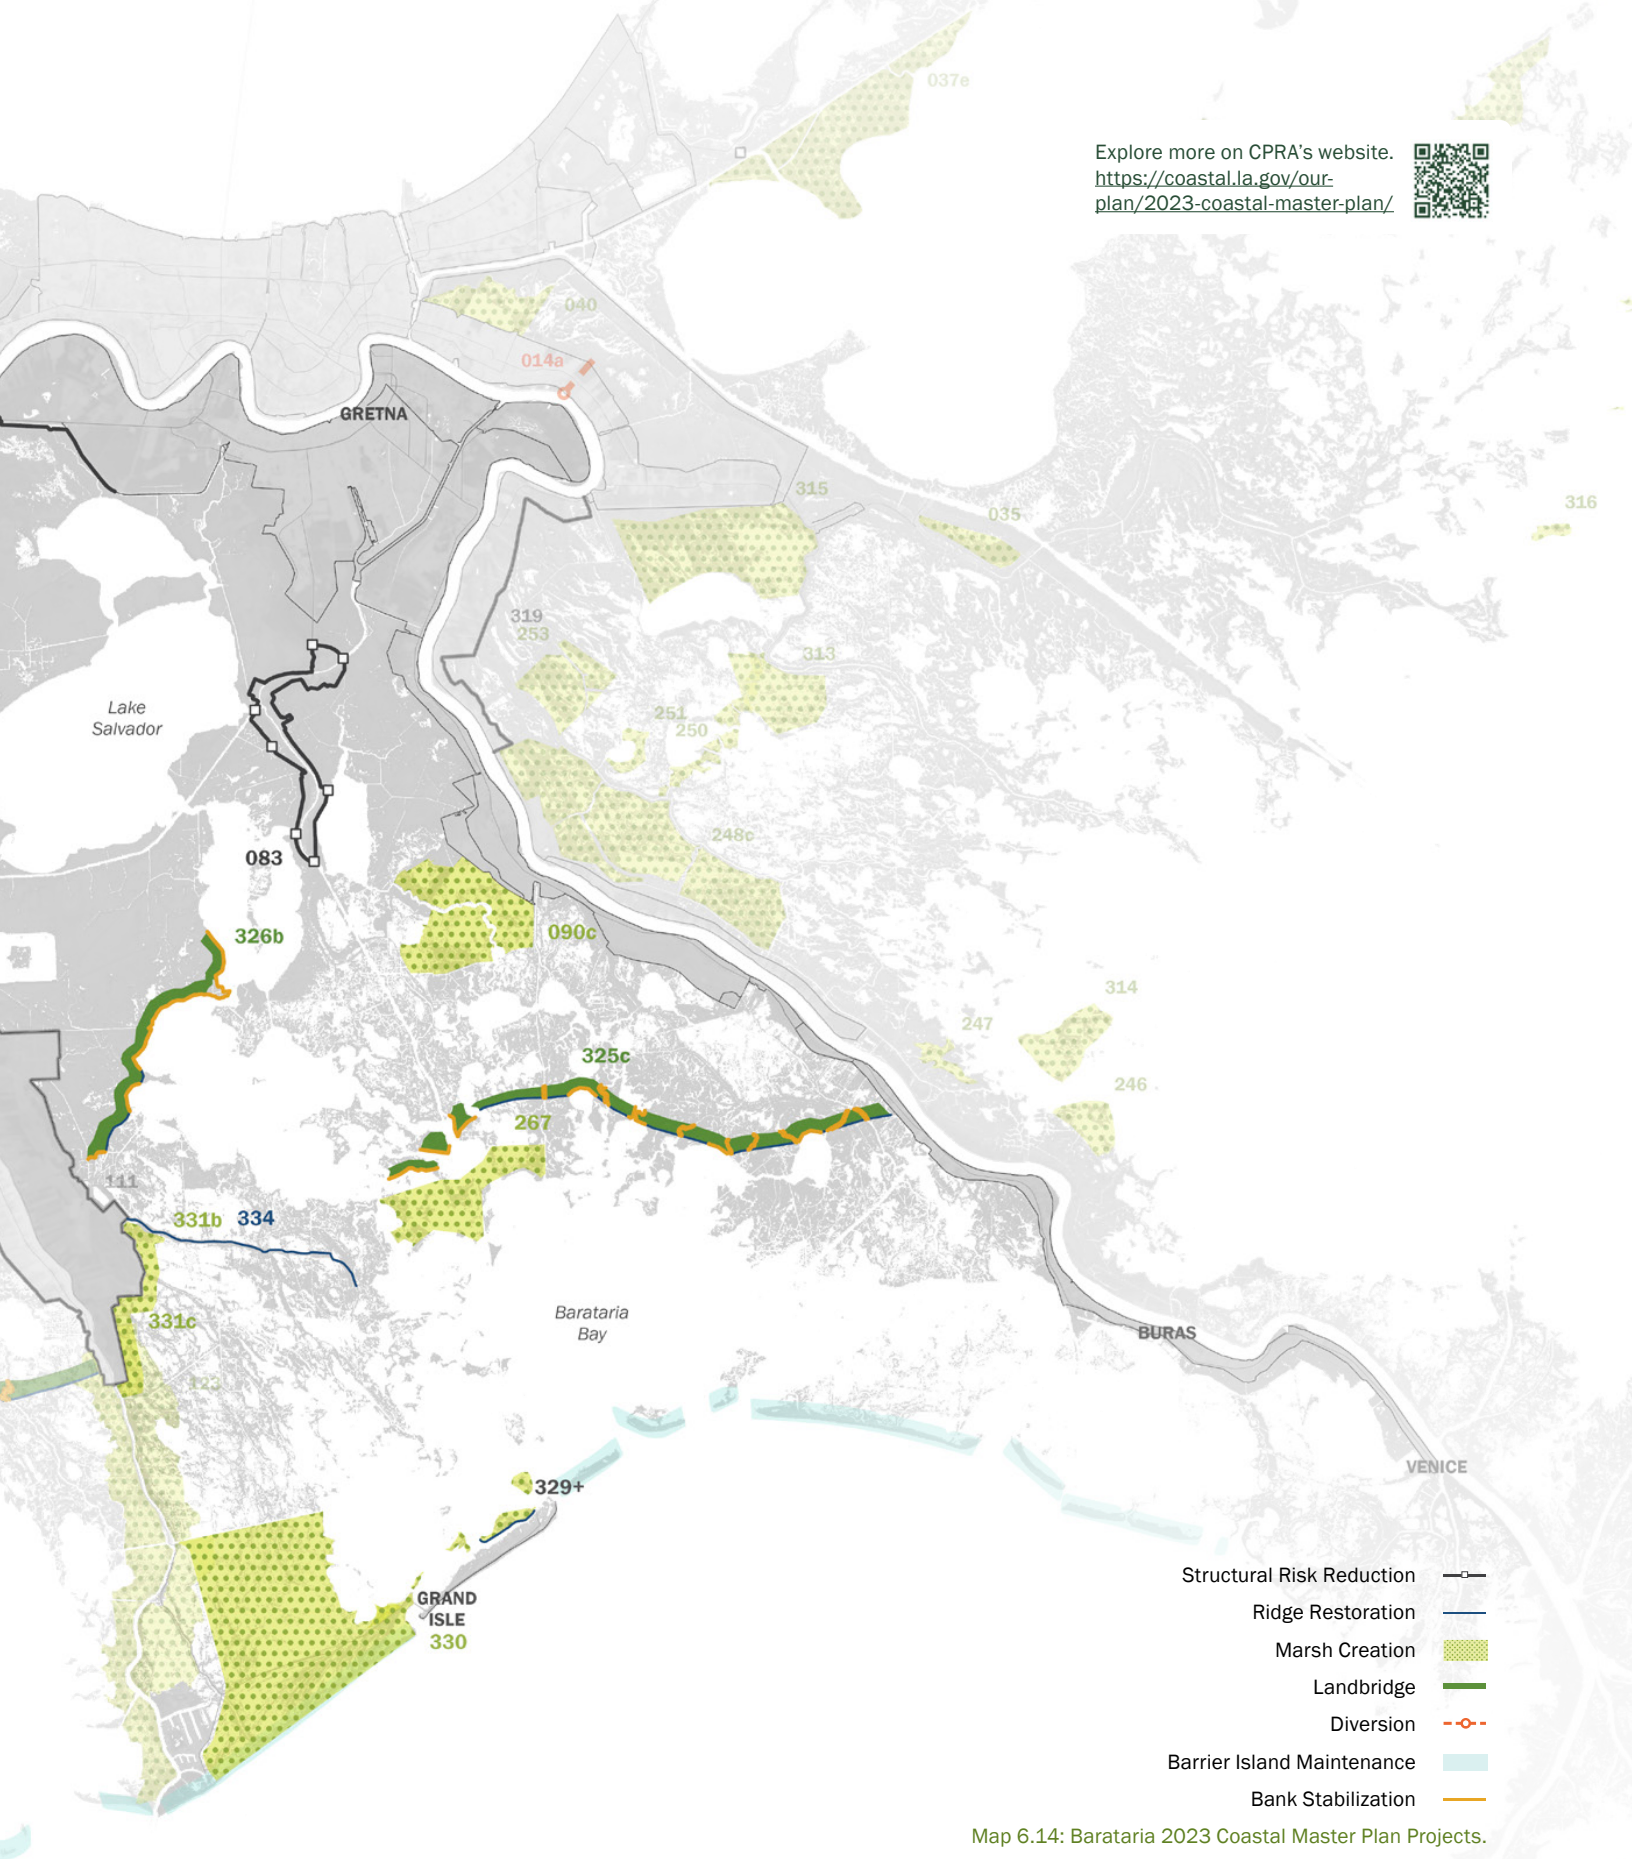 037e
Explore more on CPRA's website.
https://coastal.la.gov/our-
plan/2023-coastal-master-plan/
040
014a
GRETNA
315
316
035
319
253
313
Lake
Salvador
251
250
248c
083
326b
090c
314
247
325c
246
267
111
331b 334
Barataria
Bay
331c
BURAS
123
VENICE
329+
GRAND
ISLE
330
Structural Risk Reduction
Ridge Restoration
Marsh Creation
Landbridge
Diversion
Barrier Island Maintenance
Bank Stabilization
Map 6.14: Barataria 2023 Coastal Master Plan Projects.